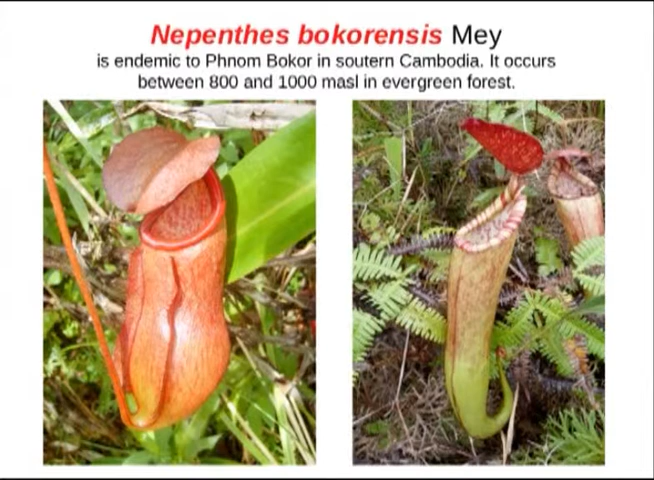 Nepenthes bokorensis Mey
is endemic to Phnom Bokor in soutern Cambodia. It occurs
between 800 and 1000 masl in evergreen forest.